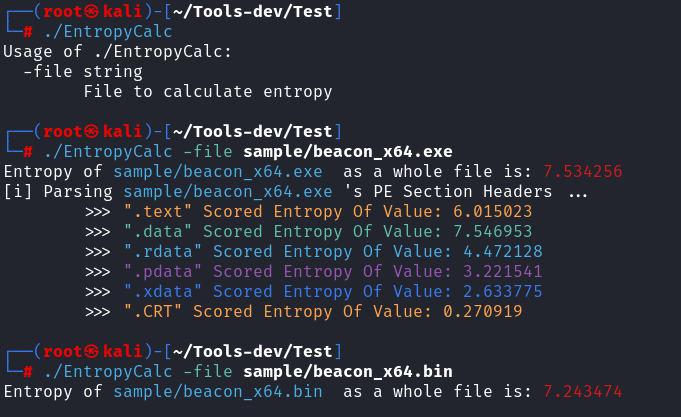 ┌──(root㉿kali)-[~/Tools-dev/Test]
└─# ./EntropyCalc
Usage of ./EntropyCalc:
  -file string
        File to calculate entropy
┌──(root㉿kali)-[~/Tools-dev/Test]
└─# ./EntropyCalc -file sample/beacon_x64.exe
Entropy of sample/beacon_x64.exe  as a whole file is: 7.534256
[i] Parsing sample/beacon_x64.exe 's PE Section Headers ...
        >>> ".text" Scored Entropy Of Value: 6.015023
        >>> ".data" Scored Entropy Of Value: 7.546953
        >>> ".rdata" Scored Entropy Of Value: 4.472128
        >>> ".pdata" Scored Entropy Of Value: 3.221541
        >>> ".xdata" Scored Entropy Of Value: 2.633775
        >>> ".CRT" Scored Entropy Of Value: 0.270919
┌──(root㉿kali)-[~/Tools-dev/Test]
└─# ./EntropyCalc -file sample/beacon_x64.bin
Entropy of sample/beacon_x64.bin  as a whole file is: 7.243474